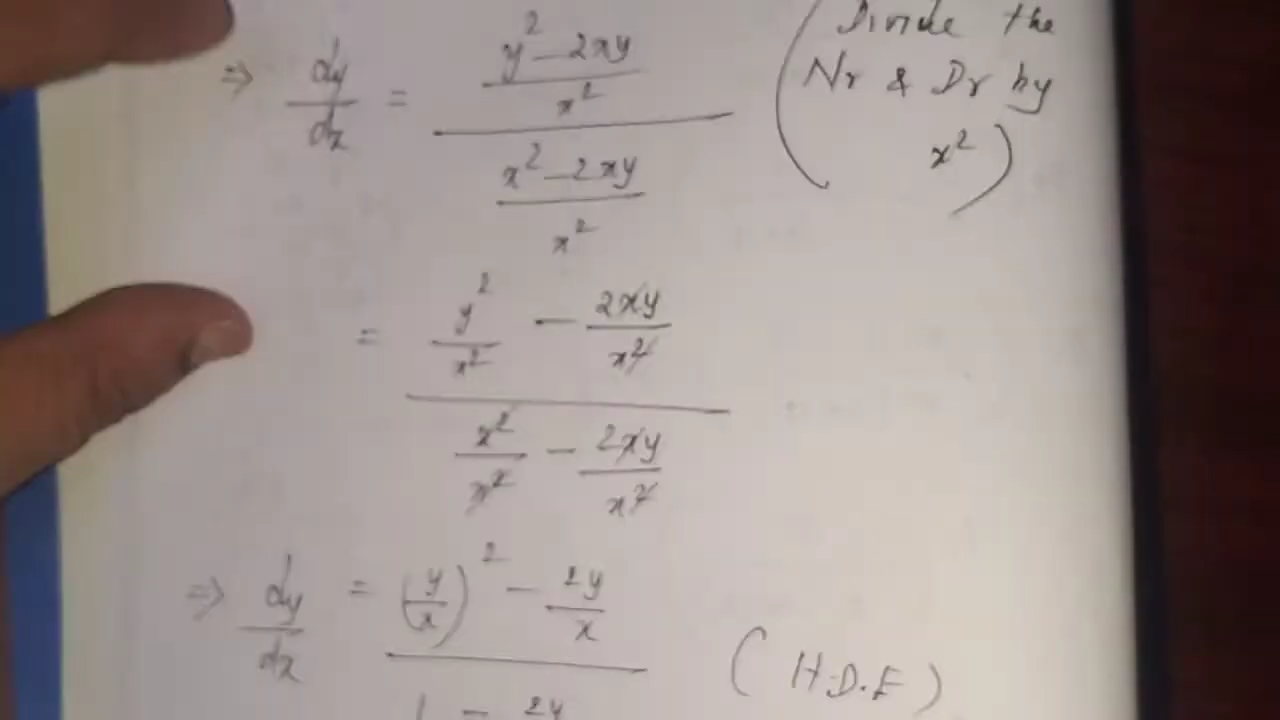 ⇒ dy/dx = ((y² - 2xy)/x²)/((x² - 2xy)/x²) (Divide the
Nr & Dr by
x²)
= (y²/x² - 2xy/x²)/(x²/x² - 2xy/x²)
⇒ dy/dx = ((y/x)² - 2y/x)/(1 - 2y (H.D.E)